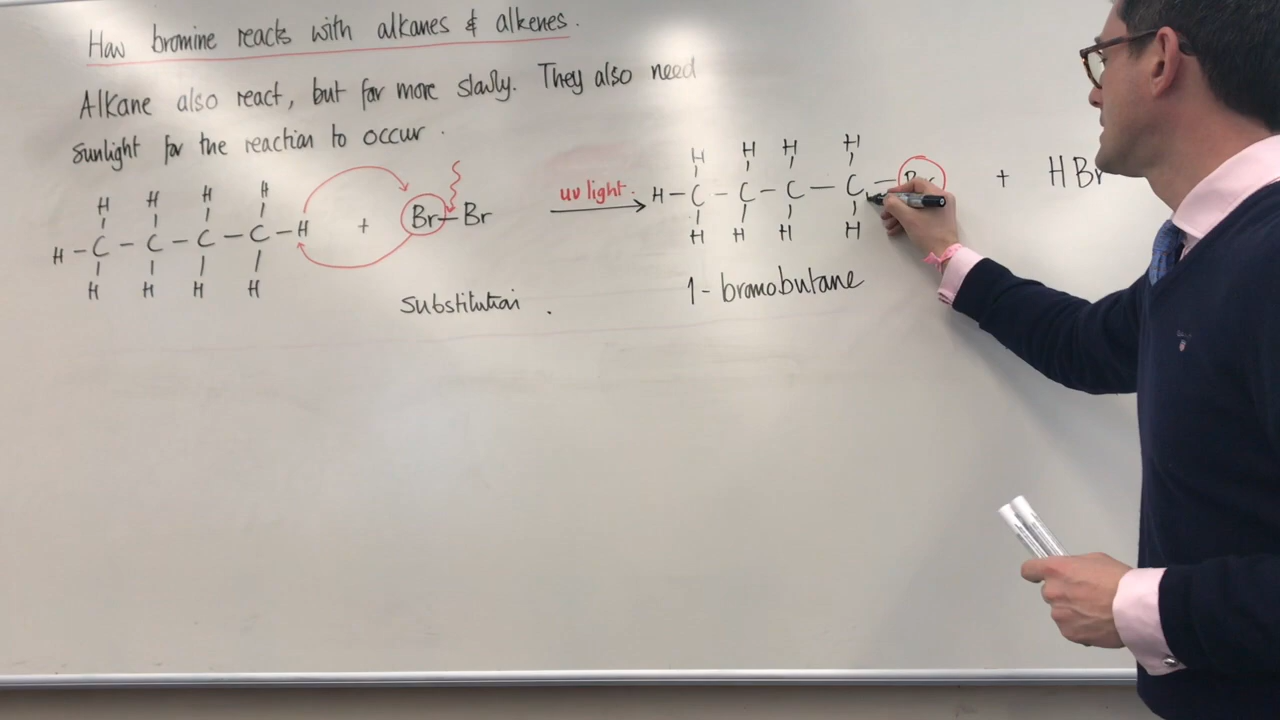 How bromine reacts with alkanes & alkenes.
Alkane also react, but far more slowly. They also need
sunlight for the reaction to occur.
H H H H
H-C-C-C-C-H + Br-Br
H H H H
uv light.
H H H H
H-C-C-C-C-Br + HBr
H H H H
substitution.
1-bromobutane